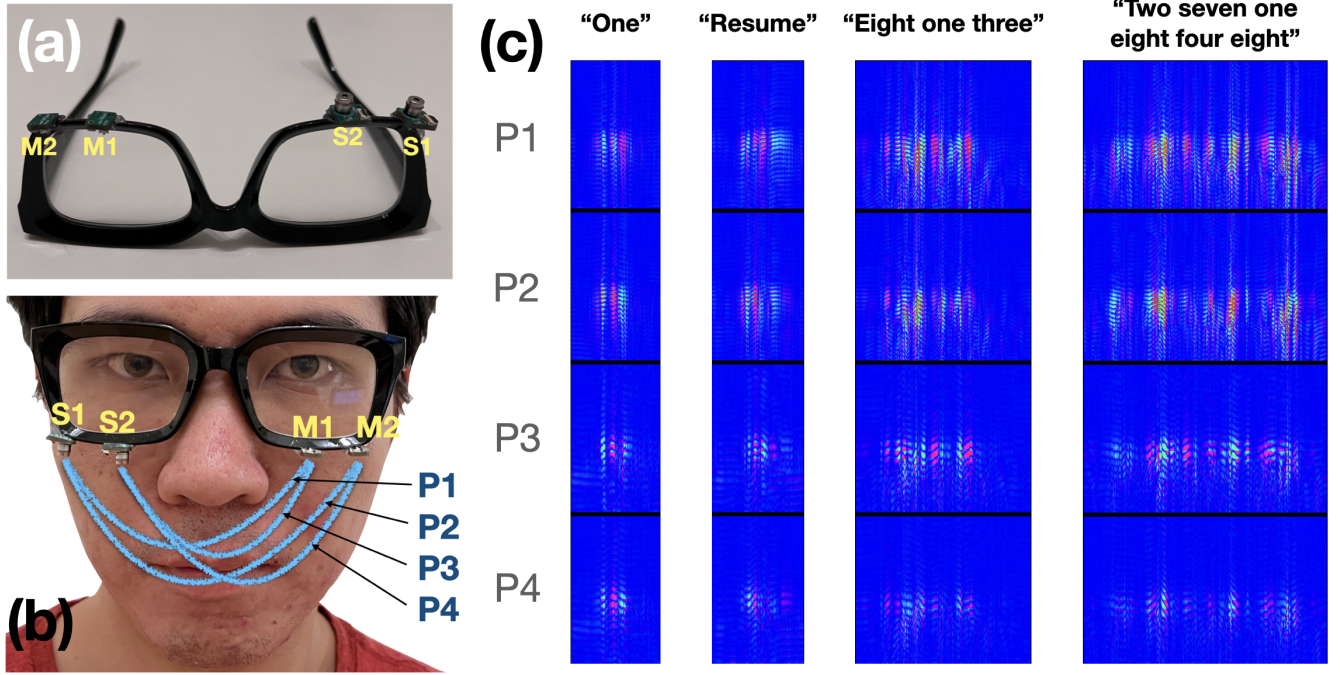 (a)
M2
M1
S2
S1
(b)
S1
S2
M1
M2
P1
P2
P3
P4
(c)
“One”
“Resume”
“Eight one three”
“Two seven one
eight four eight”
P1
P2
P3
P4